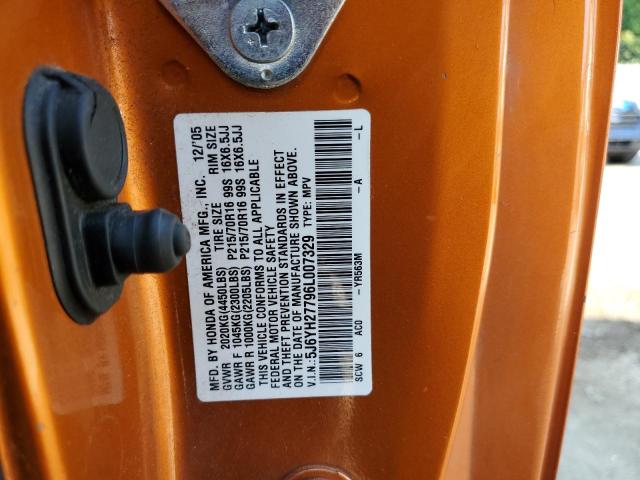 MFD. BY HONDA OF AMERICA MFG., INC. 12/'05
TIRE SIZE RIM SIZE
GVWR 2020KG(4450LBS)
GAWR F 1045KG(2300LBS) P215/70R16 99S 16X6.5JJ
GAWR R 1000KG(2205LBS) P215/70R16 99S 16X6.5JJ
THIS VEHICLE CONFORMS TO ALL APPLICABLE
FEDERAL MOTOR VEHICLE SAFETY
AND THEFT PREVENTION STANDARDS IN EFFECT
ON THE DATE OF MANUFACTURE SHOWN ABOVE.
V.I.N.: 5J6YH27796L007329 TYPE: MPV
SCW 6 AC0 -YR563M -A -L